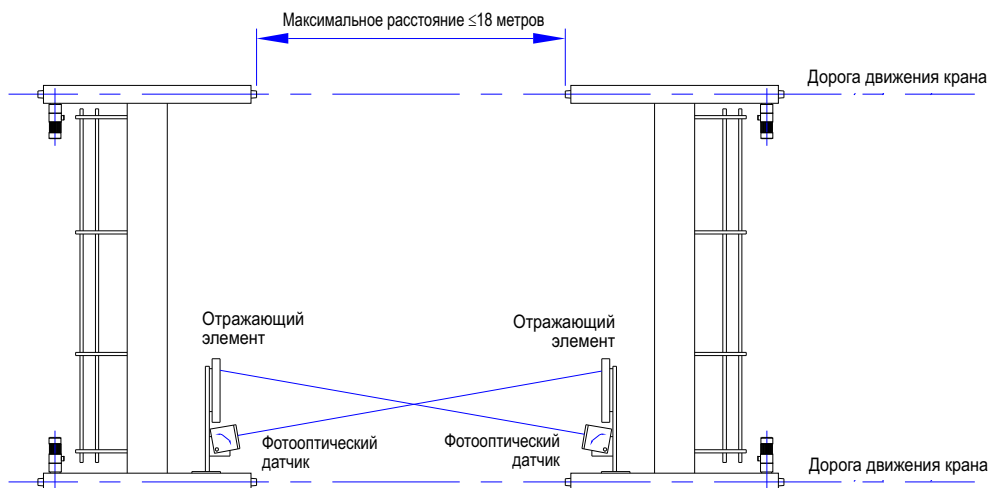 Максимальное расстояние ≤18 метров
Дорога движения крана
Отражающий
элемент
Отражающий
элемент
Фотооптический
датчик
Фотооптический
датчик
Дорога движения крана